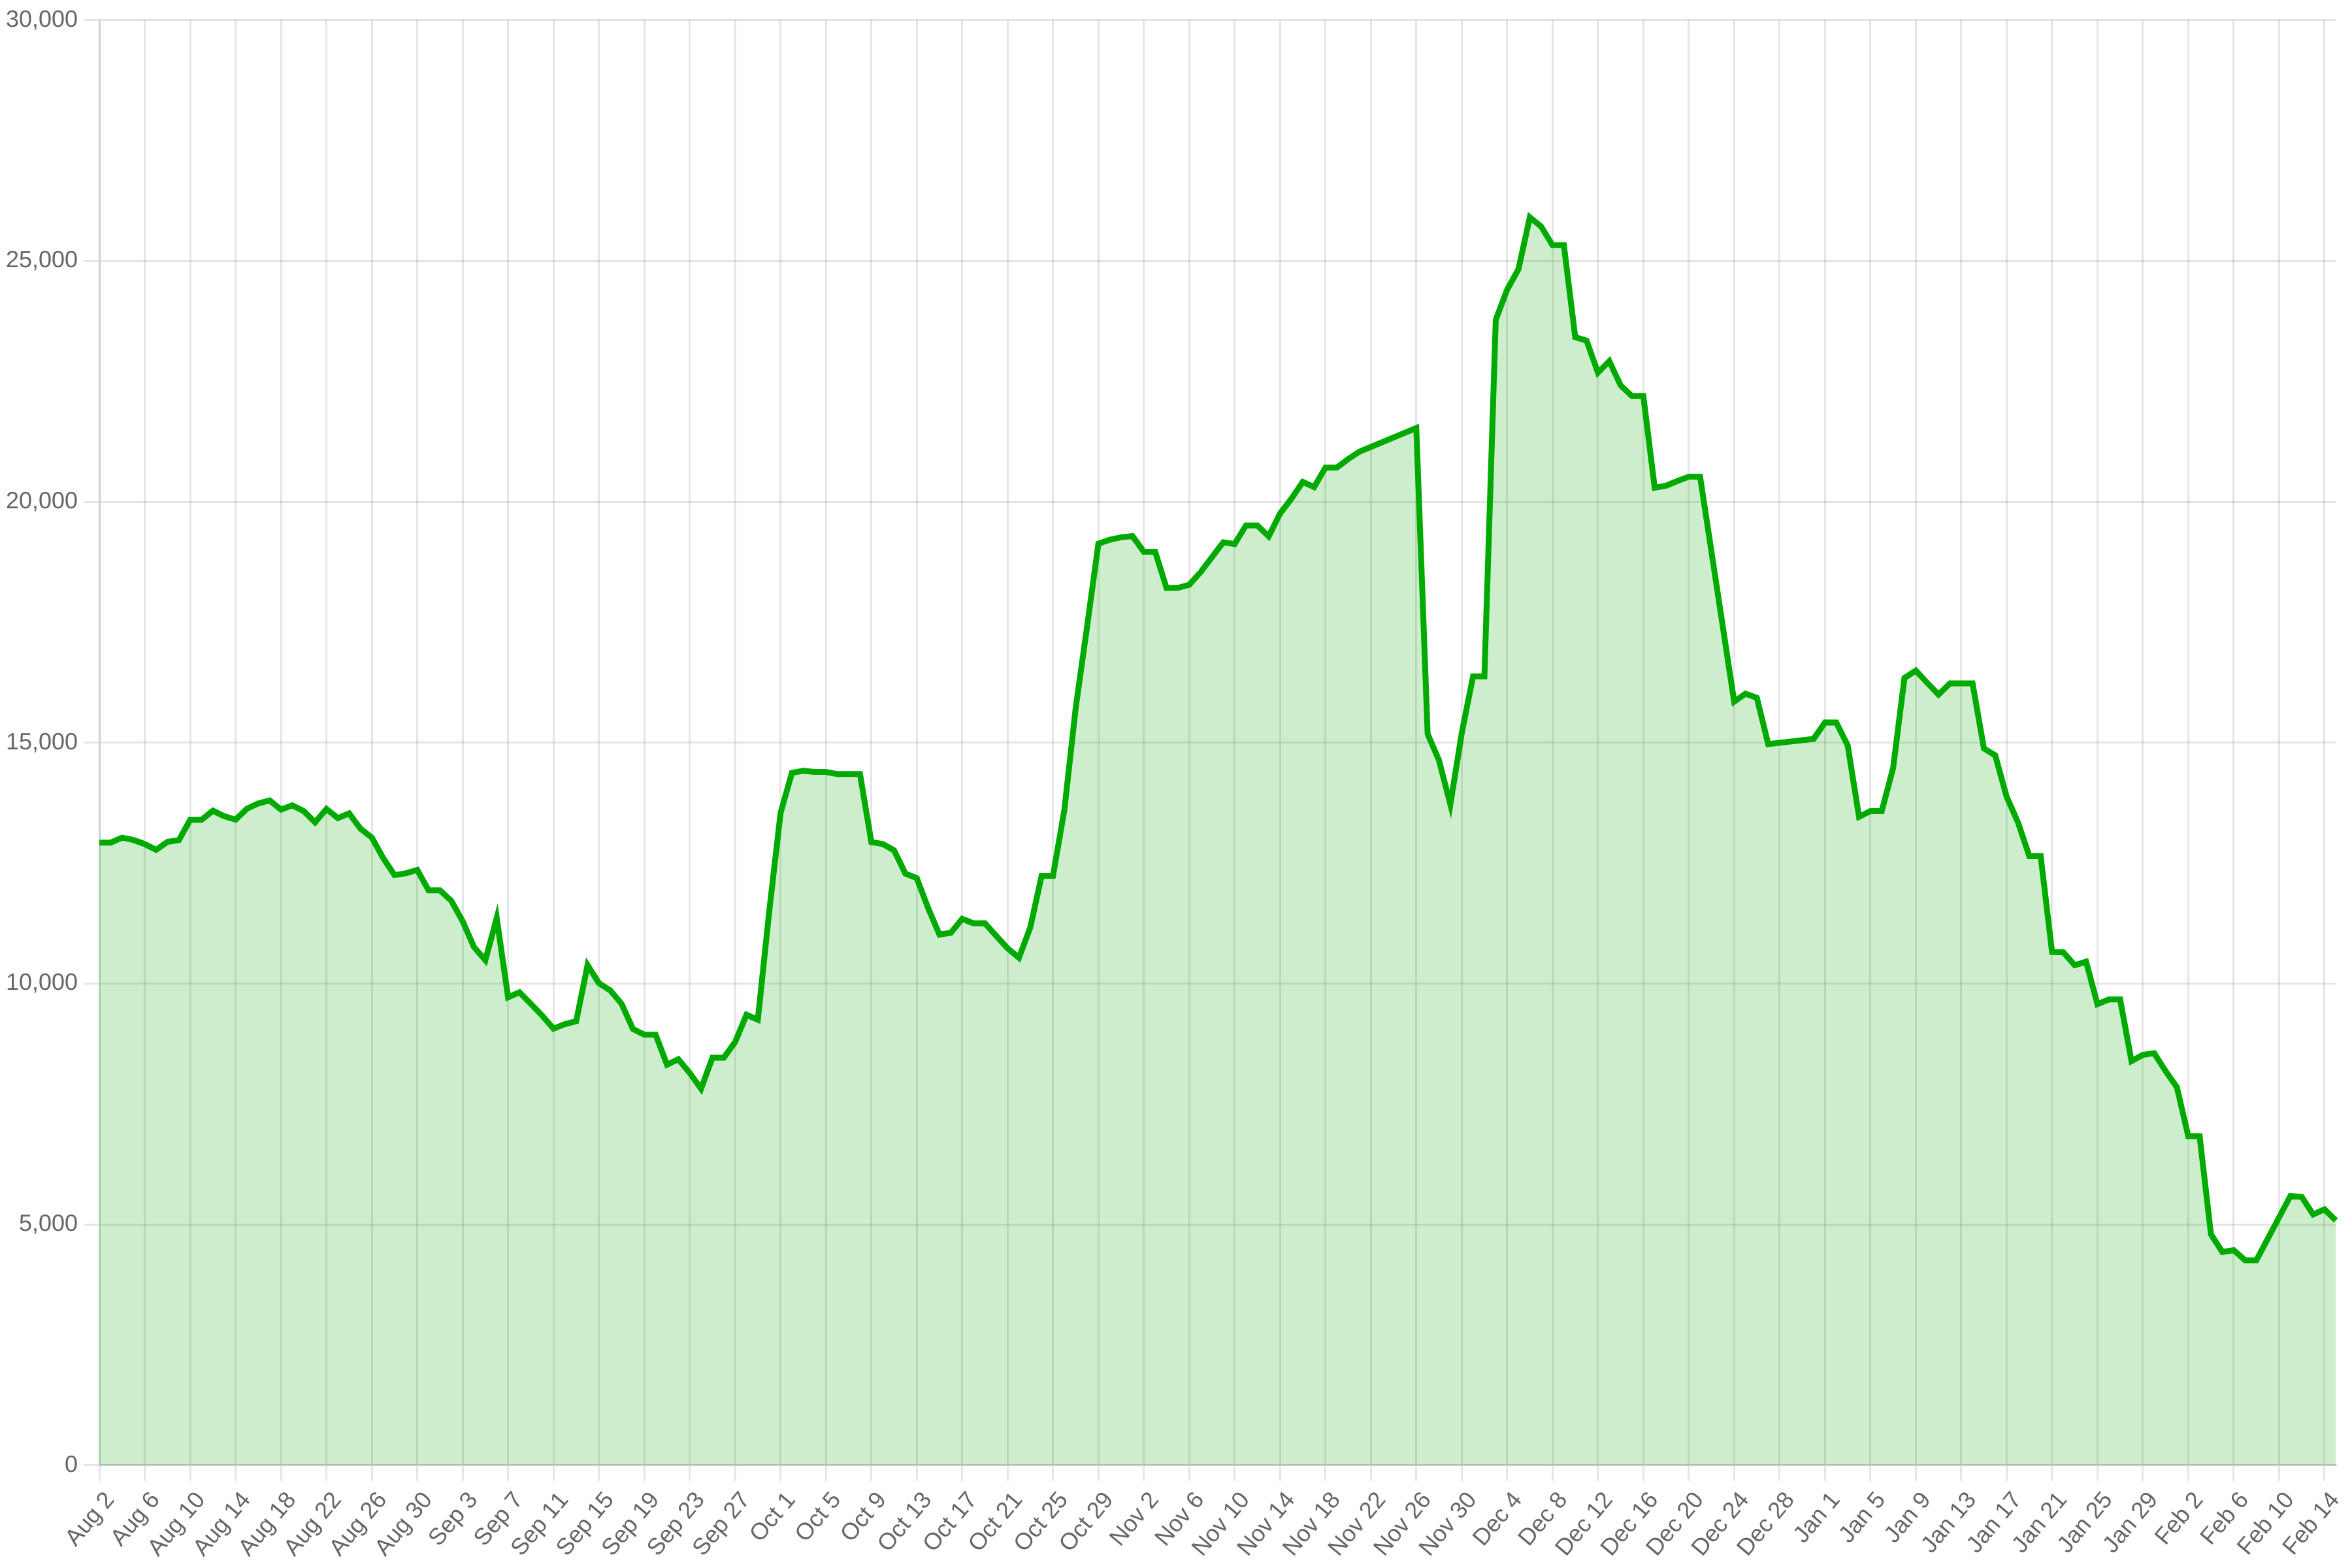 30,000
25,000
20,000
15,000
10,000
5,000
0
Aug 2
Aug 6
Aug 10
Aug 14
Aug 18
Aug 22
Aug 26
Aug 30
Sep 3
Sep 7
Sep 11
Sep 15
Sep 19
Sep 23
Sep 27
Oct 1
Oct 5
Oct 9
Oct 13
Oct 17
Oct 21
Oct 25
Oct 29
Nov 2
Nov 6
Nov 10
Nov 14
Nov 18
Nov 22
Nov 26
Nov 30
Dec 4
Dec 8
Dec 12
Dec 16
Dec 20
Dec 24
Dec 28
Jan 1
Jan 5
Jan 9
Jan 13
Jan 17
Jan 21
Jan 25
Jan 29
Feb 2
Feb 6
Feb 10
Feb 14